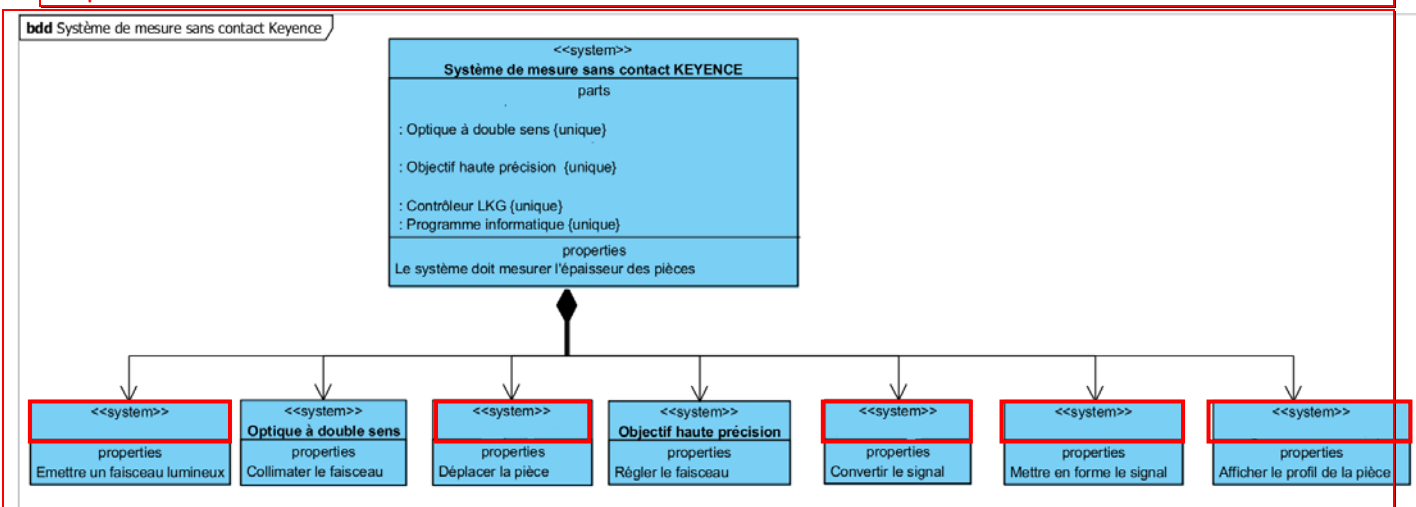 bdd Système de mesure sans contact Keyence
<<system>>
Système de mesure sans contact KEYENCE
parts
: Optique à double sens {unique}
: Objectif haute précision {unique}
: Contrôleur LKG {unique}
: Programme informatique {unique}
properties
Le système doit mesurer l'épaisseur des pièces
<<system>>
properties
Emettre un faisceau lumineux
<<system>>
Optique à double sens
properties
Collimater le faisceau
<<system>>
properties
Déplacer la pièce
<<system>>
Objectif haute précision
properties
Régler le faisceau
<<system>>
properties
Convertir le signal
<<system>>
properties
Mettre en forme le signal
<<system>>
properties
Afficher le profil de la pièce